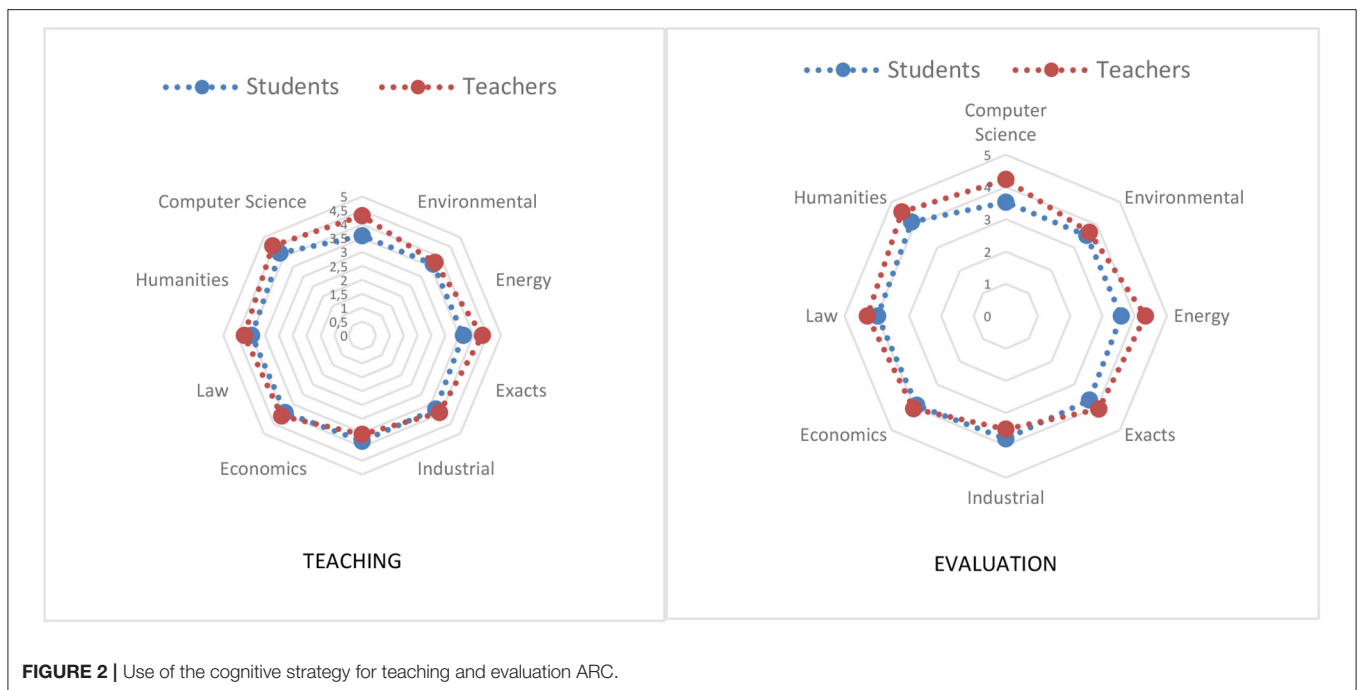 Students Teachers
Computer Science
Environmental
Humanities
Energy
Law
Exacts
Economics
Industrial
5
4,5
4
3,5
3
2,5
2
1,5
1
0,5
0
TEACHING
Students Teachers
Computer
Science
Humanities
Environmental
Law
Energy
Economics
Exacts
Industrial
5
4
3
2
1
0
EVALUATION
FIGURE 2 | Use of the cognitive strategy for teaching and evaluation ARC.